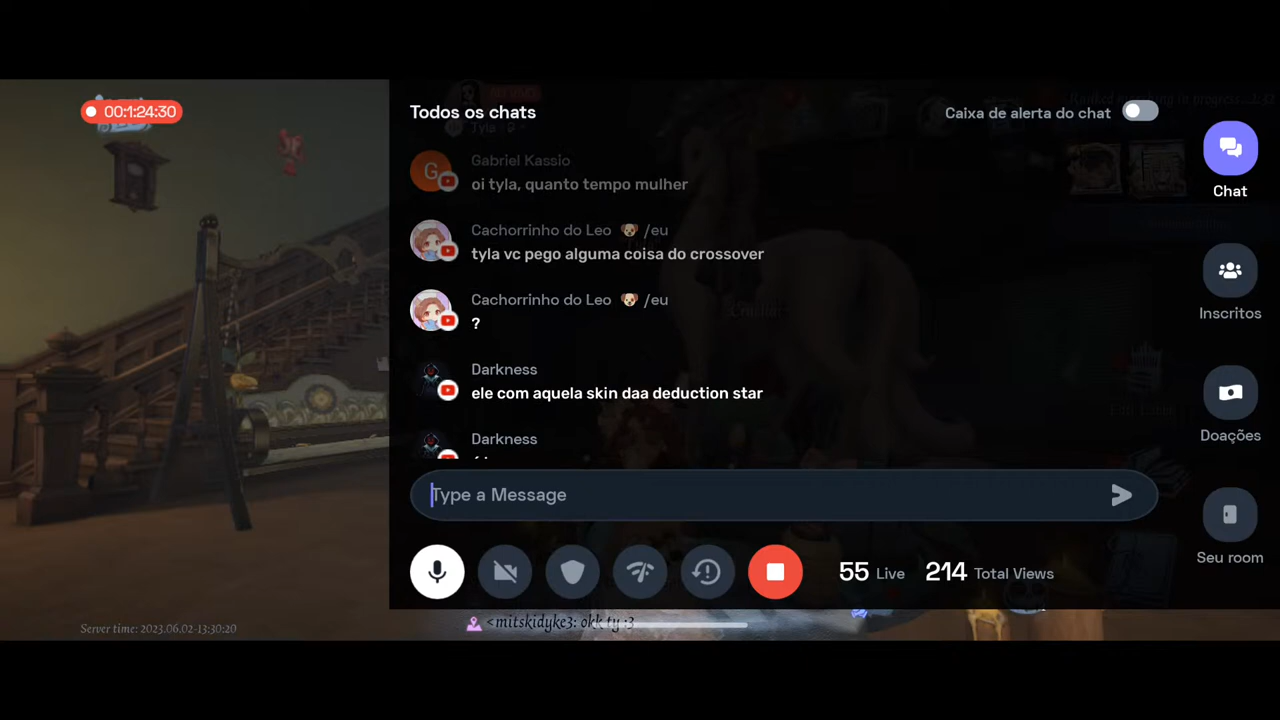 00:1:24:30
Todos os chats
Caixa de alerta do chat
Tyla
Gabriel Kassio
oi tyla, quanto tempo mulher
Cachorrinho do Leo 🐶 /eu
tyla vc pego alguma coisa do crossover
Cachorrinho do Leo 🐶 /eu
?
Darkness
ele com aquela skin daa deduction star
Darkness
Type a Message
55 Live
214 Total Views
Chat
Inscritos
Doações
Seu room
Server time: 2023.06.02-13:30:20
<mitskidyke3: okk ty :3